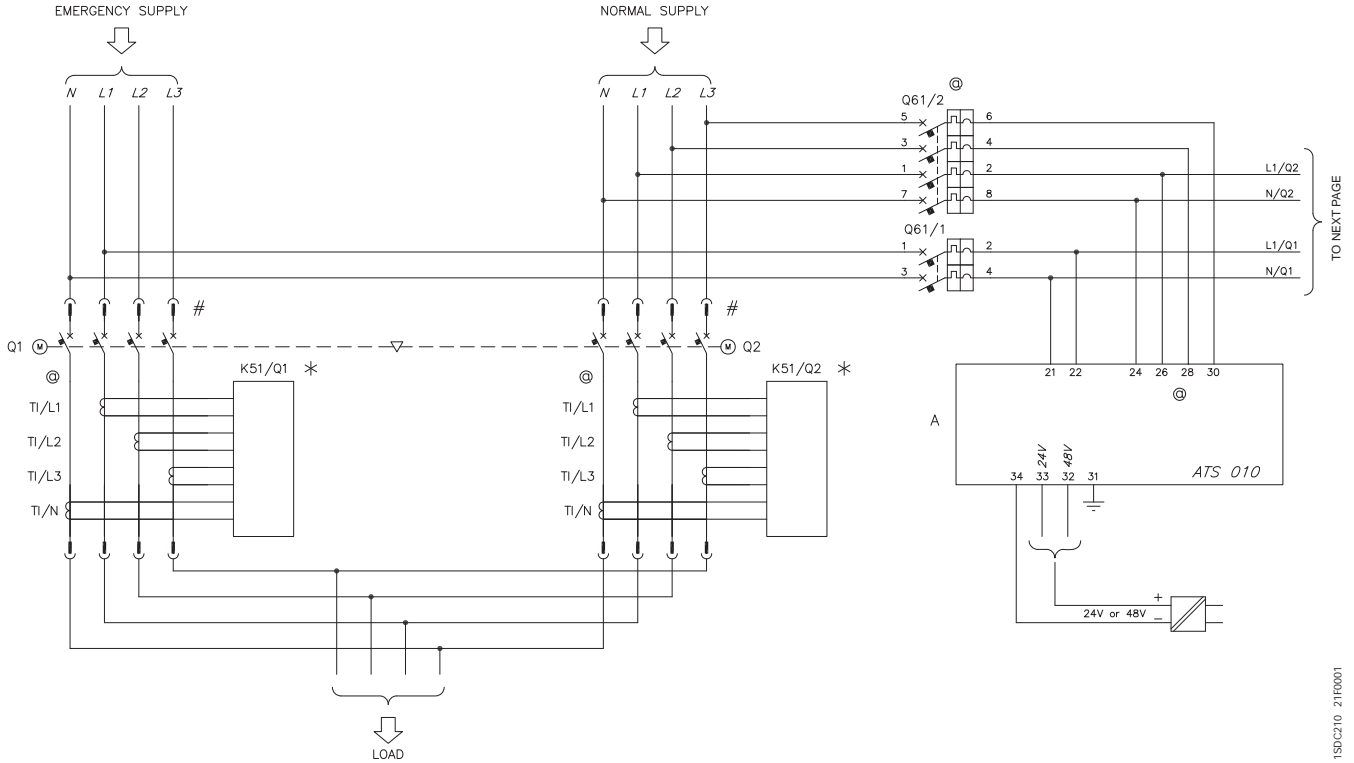 EMERGENCY SUPPLY
NORMAL SUPPLY
N L1 L2 L3
N L1 L2 L3
@
Q61/2
5 6
3 4
1 2 L1/Q2
7 8 N/Q2
Q61/1
1 2 L1/Q1
3 4 N/Q1
TO NEXT PAGE
#
#
Q1 M
M Q2
@
K51/Q1 *
@
K51/Q2 *
TI/L1
TI/L2
TI/L3
TI/N
TI/L1
TI/L2
TI/L3
TI/N
21 22 24 26 28 30
@
A
24V 48V
34 33 32 31
ATS 010
+
24V or 48V –
LOAD
1SDC210 21F0001